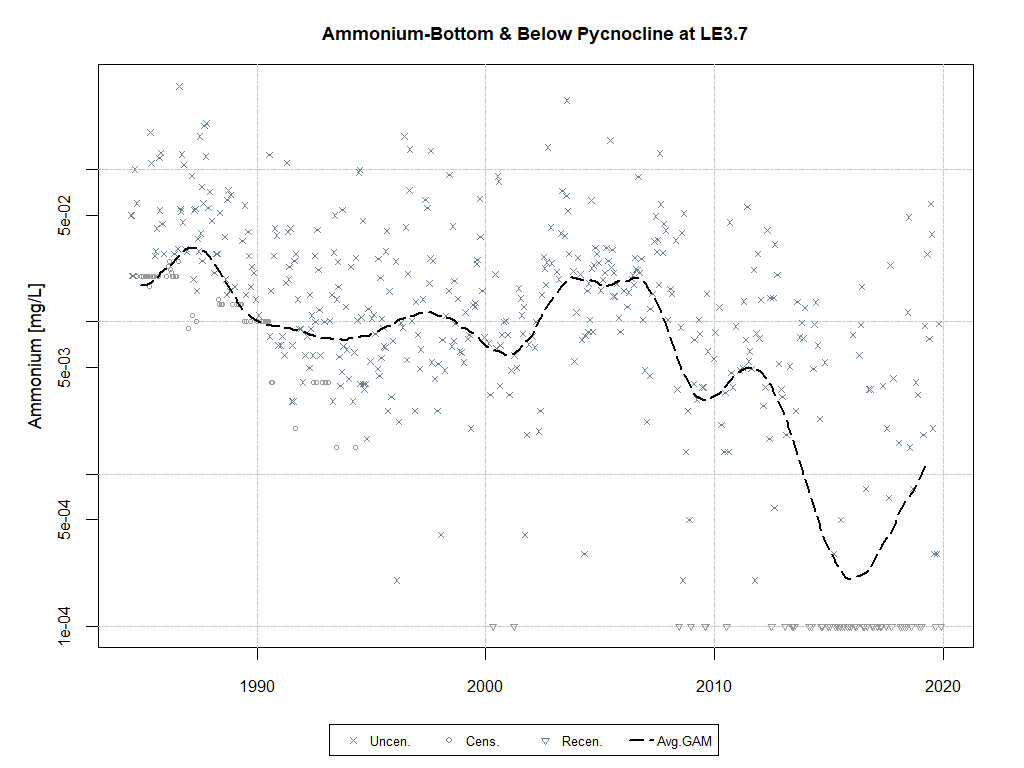 Ammonium-Bottom & Below Pycnocline at LE3.7
Ammonium [mg/L]
5e-02
5e-03
5e-04
1e-04
1990 2000 2010 2020
Uncen. Cens. Recen. Avg.GAM